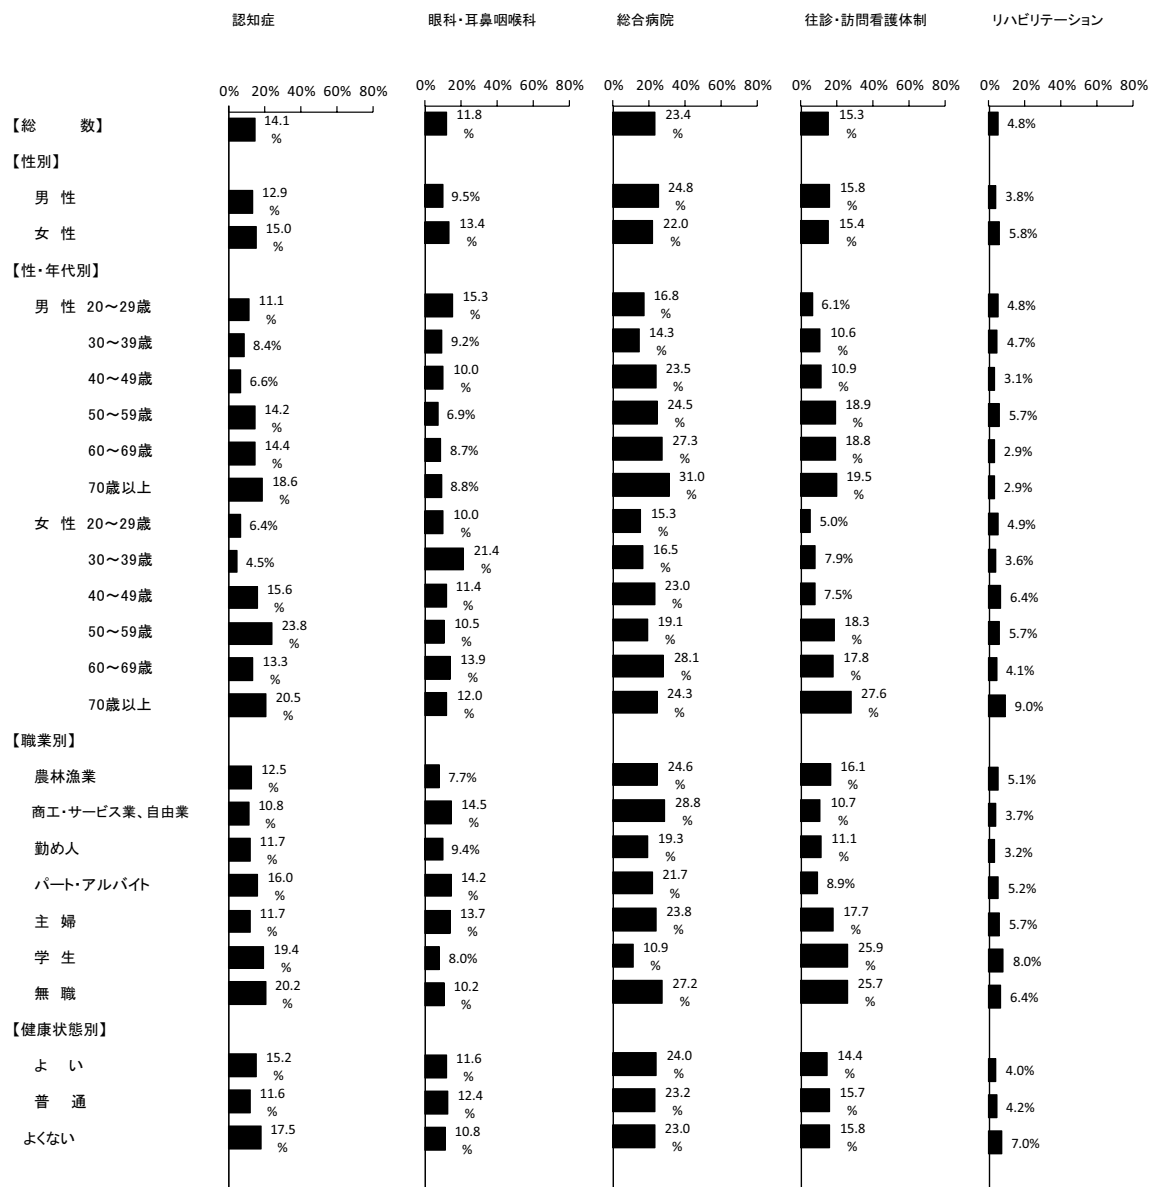 認知症 眼科・耳鼻咽喉科 総合病院 往診・訪問看護体制 リハビリテーション
0% 20% 40% 60% 80% 0% 20% 40% 60% 80% 0% 20% 40% 60% 80% 0% 20% 40% 60% 80% 0% 20% 40% 60% 80%
【総 数】 14.1% 11.8% 23.4% 15.3% 4.8%
【性別】
男 性 12.9% 9.5% 24.8% 15.8% 3.8%
女 性 15.0% 13.4% 22.0% 15.4% 5.8%
【性・年代別】
男 性 20～29歳 11.1% 15.3% 16.8% 6.1% 4.8%
30～39歳 8.4% 9.2% 14.3% 10.6% 4.7%
40～49歳 6.6% 10.0% 23.5% 10.9% 3.1%
50～59歳 14.2% 6.9% 24.5% 18.9% 5.7%
60～69歳 14.4% 8.7% 27.3% 18.8% 2.9%
70歳以上 18.6% 8.8% 31.0% 19.5% 2.9%
女 性 20～29歳 6.4% 10.0% 15.3% 5.0% 4.9%
30～39歳 4.5% 21.4% 16.5% 7.9% 3.6%
40～49歳 15.6% 11.4% 23.0% 7.5% 6.4%
50～59歳 23.8% 10.5% 19.1% 18.3% 5.7%
60～69歳 13.3% 13.9% 28.1% 17.8% 4.1%
70歳以上 20.5% 12.0% 24.3% 27.6% 9.0%
【職業別】
農林漁業 12.5% 7.7% 24.6% 16.1% 5.1%
商工・サービス業、自由業 10.8% 14.5% 28.8% 10.7% 3.7%
勤め人 11.7% 9.4% 19.3% 11.1% 3.2%
パート・アルバイト 16.0% 14.2% 21.7% 8.9% 5.2%
主 婦 11.7% 13.7% 23.8% 17.7% 5.7%
学 生 19.4% 8.0% 10.9% 25.9% 8.0%
無 職 20.2% 10.2% 27.2% 25.7% 6.4%
【健康状態別】
よ い 15.2% 11.6% 24.0% 14.4% 4.0%
普 通 11.6% 12.4% 23.2% 15.7% 4.2%
よくない 17.5% 10.8% 23.0% 15.8% 7.0%